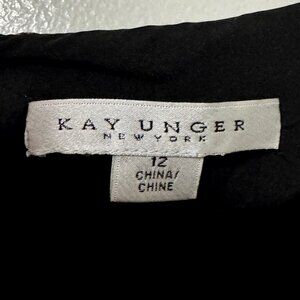 KAY UNGER
NEW YORK
12
CHINA/
CHINE